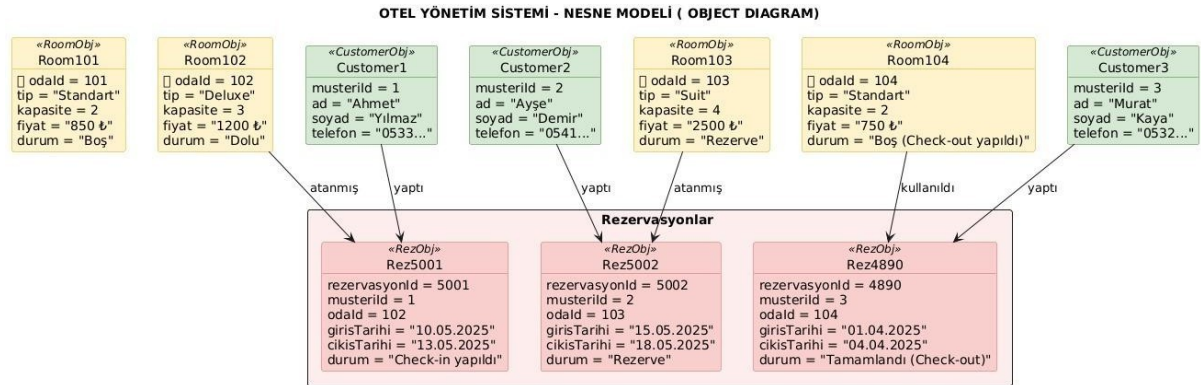 OTEL YÖNETİM SİSTEMİ - NESNE MODELİ ( OBJECT DIAGRAM)
«RoomObj»
Room101
odaId = 101
tip = "Standart"
kapasite = 2
fiyat = "850 ₺"
durum = "Boş"
«RoomObj»
Room102
odaId = 102
tip = "Deluxe"
kapasite = 3
fiyat = "1200 ₺"
durum = "Dolu"
«CustomerObj»
Customer1
musteriId = 1
ad = "Ahmet"
soyad = "Yılmaz"
telefon = "0533..."
«CustomerObj»
Customer2
musteriId = 2
ad = "Ayşe"
soyad = "Demir"
telefon = "0541..."
«RoomObj»
Room103
odaId = 103
tip = "Suit"
kapasite = 4
fiyat = "2500 ₺"
durum = "Rezerve"
«RoomObj»
Room104
odaId = 104
tip = "Standart"
kapasite = 2
fiyat = "750 ₺"
durum = "Boş (Check-out yapıldı)"
«CustomerObj»
Customer3
musteriId = 3
ad = "Murat"
soyad = "Kaya"
telefon = "0532..."
atanmış
yaptı
yaptı
atanmış
kullanıldı
yaptı
Rezervasyonlar
«RezObj»
Rez5001
rezervasyonId = 5001
musteriId = 1
odaId = 102
girisTarihi = "10.05.2025"
cikisTarihi = "13.05.2025"
durum = "Check-in yapıldı"
«RezObj»
Rez5002
rezervasyonId = 5002
musteriId = 2
odaId = 103
girisTarihi = "15.05.2025"
cikisTarihi = "18.05.2025"
durum = "Rezerve"
«RezObj»
Rez4890
rezervasyonId = 4890
musteriId = 3
odaId = 104
girisTarihi = "01.04.2025"
cikisTarihi = "04.04.2025"
durum = "Tamamlandı (Check-out)"